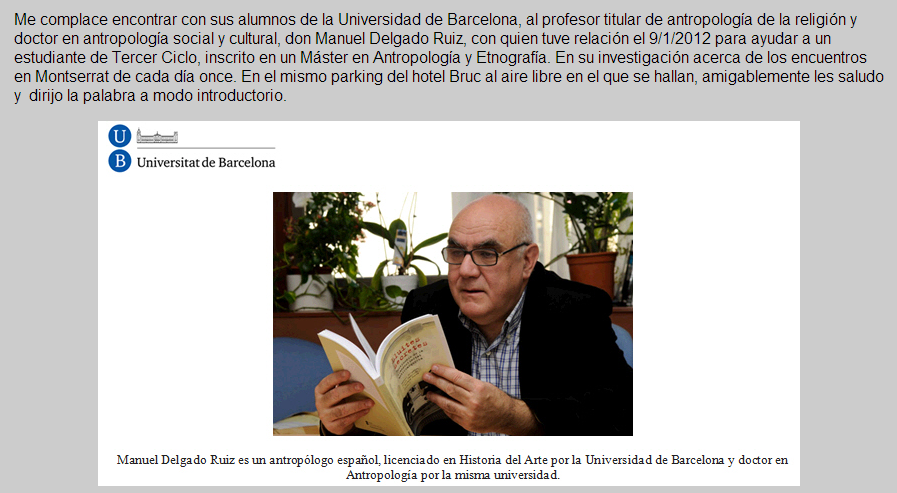 Me complace encontrar con sus alumnos de la Universidad de Barcelona, al profesor titular de antropología de la religión y
doctor en antropología social y cultural, don Manuel Delgado Ruiz, con quien tuve relación el 9/1/2012 para ayudar a un
estudiante de Tercer Ciclo, inscrito en un Máster en Antropología y Etnografía. En su investigación acerca de los encuentros
en Montserrat de cada día once. En el mismo parking del hotel Bruc al aire libre en el que se hallan, amigablemente les saludo
y dirijo la palabra a modo introductorio.
U
B Universitat de Barcelona
Manuel Delgado Ruiz es un antropólogo español, licenciado en Historia del Arte por la Universidad de Barcelona y doctor en
Antropología por la misma universidad.